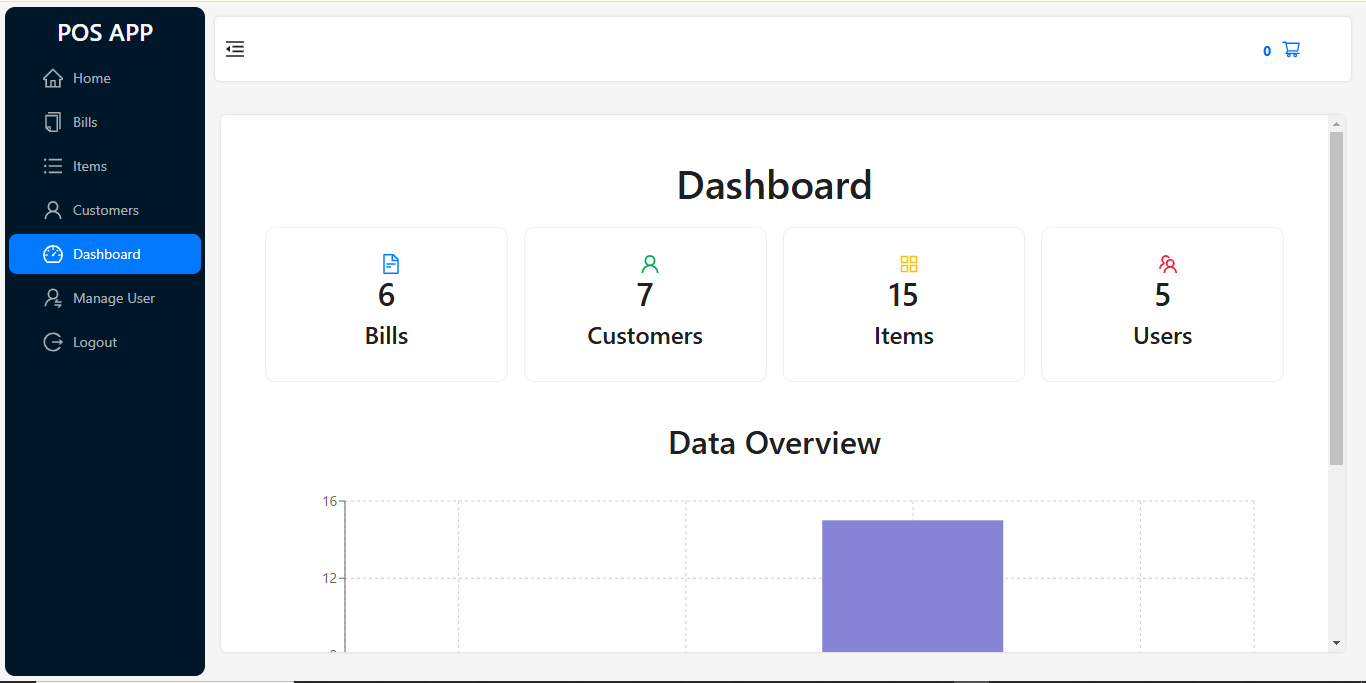 POS APP
Home
Bills
Items
Customers
Dashboard
Manage User
Logout
0
Dashboard
6
Bills
7
Customers
15
Items
5
Users
Data Overview
16
12